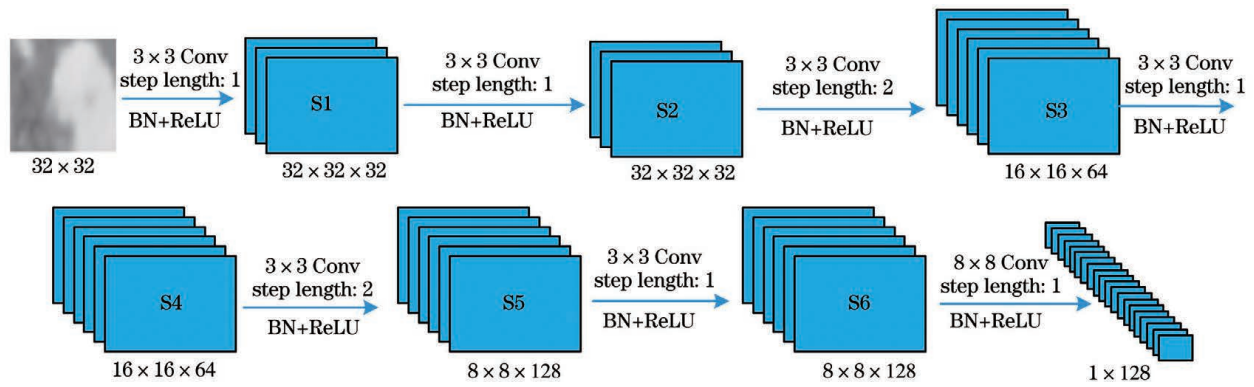 3 × 3 Conv
step length: 1
BN+ReLU
32 × 32
S1
32 × 32 × 32
3 × 3 Conv
step length: 1
BN+ReLU
S2
32 × 32 × 32
3 × 3 Conv
step length: 2
BN+ReLU
S3
16 × 16 × 64
3 × 3 Conv
step length: 1
BN+ReLU
S4
16 × 16 × 64
3 × 3 Conv
step length: 2
BN+ReLU
S5
8 × 8 × 128
3 × 3 Conv
step length: 1
BN+ReLU
S6
8 × 8 × 128
8 × 8 Conv
step length: 1
BN+ReLU
1 × 128